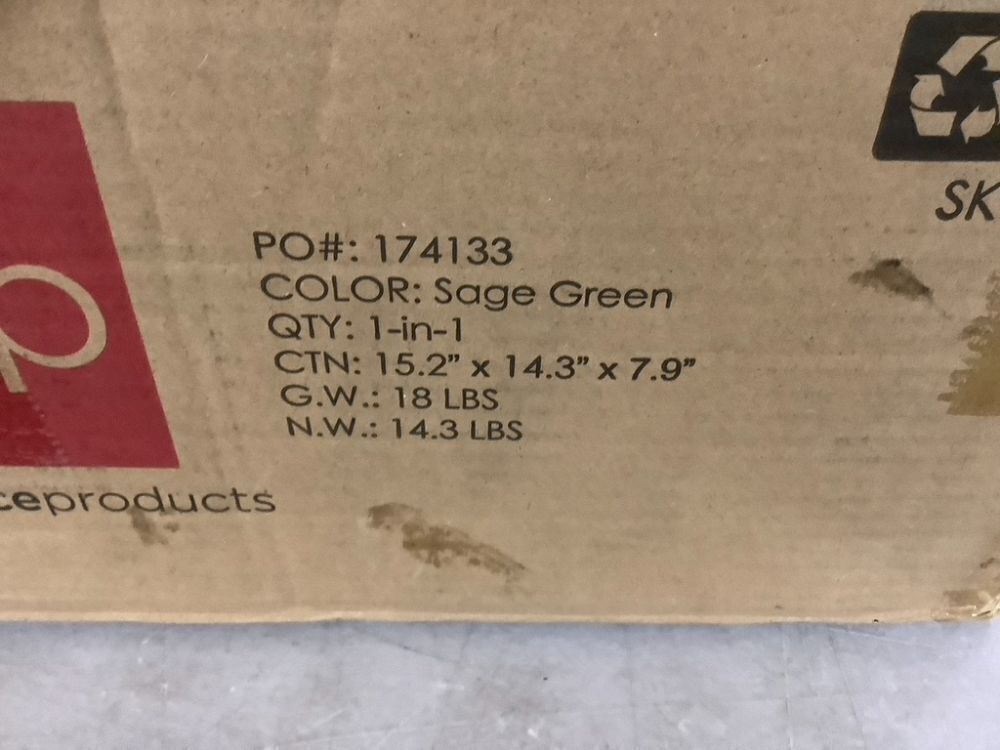 SK
PO#: 174133
COLOR: Sage Green
QTY: 1-in-1
CTN: 15.2” x 14.3” x 7.9”
G.W.: 18 LBS
N.W.: 14.3 LBS
p
ceproducts